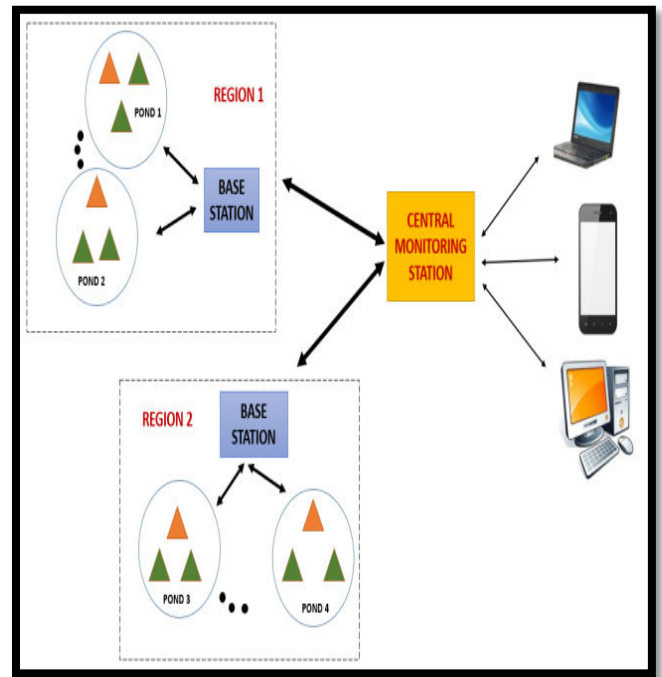 POND 1
REGION 1
BASE
STATION
POND 2
CENTRAL
MONITORING
STATION
REGION 2
BASE
STATION
POND 3
POND 4